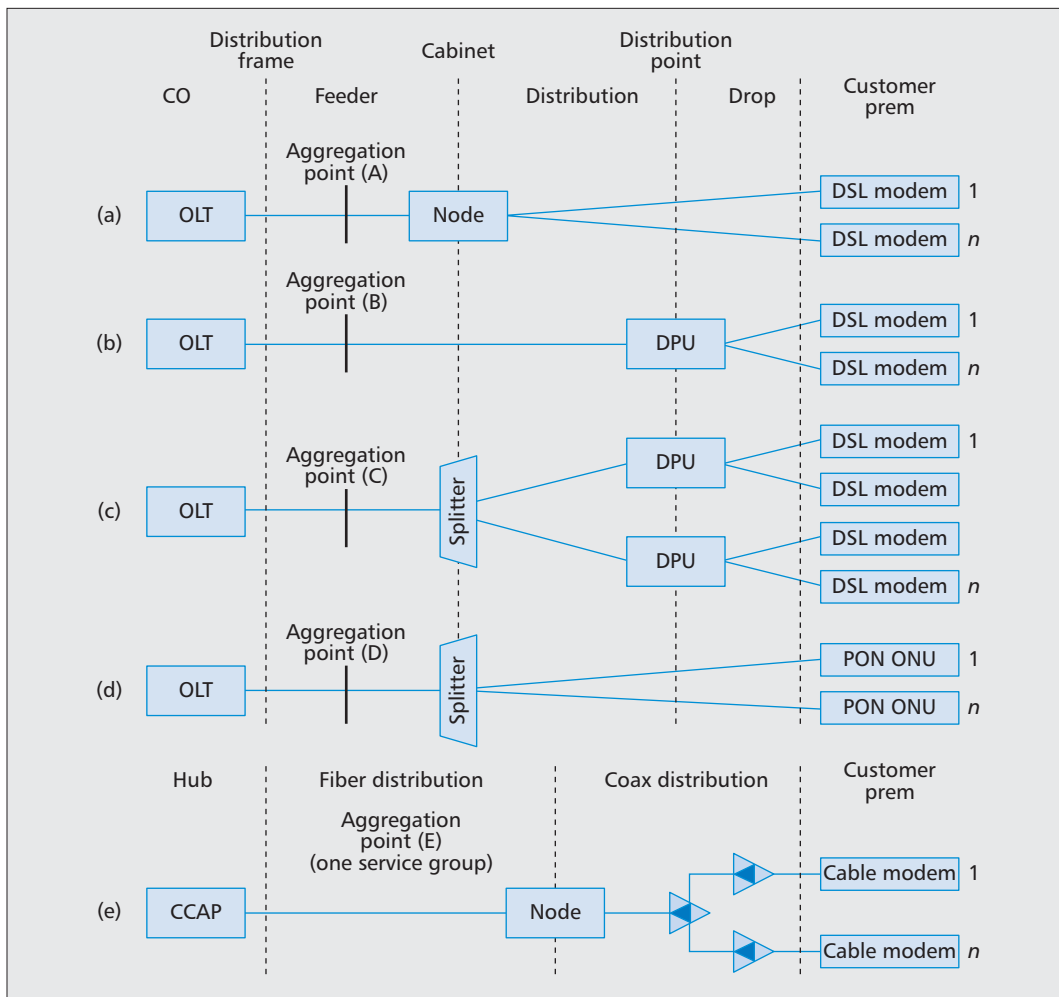 Distribution
frame
Cabinet
Distribution
point
CO
Feeder
Distribution
Drop
Customer
prem
Aggregation
point (A)
(a)
OLT
Node
DSL modem 1
DSL modem n
Aggregation
point (B)
(b)
OLT
DPU
DSL modem 1
DSL modem n
Aggregation
point (C)
(c)
OLT
Splitter
DPU
DPU
DSL modem 1
DSL modem
DSL modem
DSL modem n
Aggregation
point (D)
(d)
OLT
Splitter
PON ONU 1
PON ONU n
Hub
Fiber distribution
Coax distribution
Customer
prem
Aggregation
point (E)
(one service group)
(e)
CCAP
Node
Cable modem 1
Cable modem n